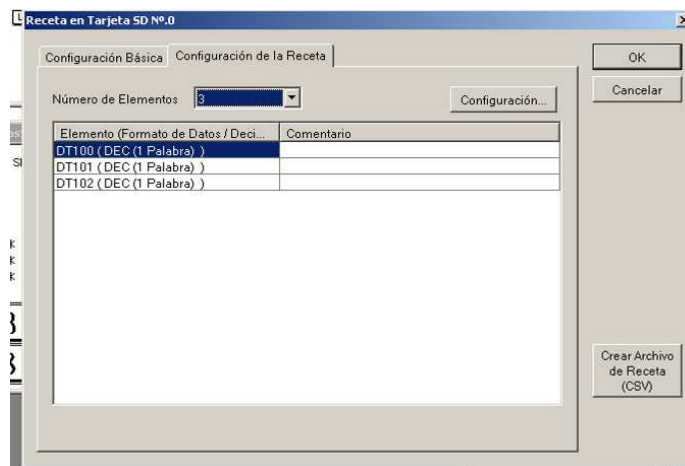 Receta en Tarjeta SD Nº.0
Configuración Básica
Configuración de la Receta
OK
Cancelar
Número de Elementos
3
Configuración...
Elemento (Formato de Datos / Deci...
Comentario
DT100 ( DEC (1 Palabra) )
DT101 ( DEC (1 Palabra) )
DT102 ( DEC (1 Palabra) )
Crear Archivo
de Receta
(CSV)